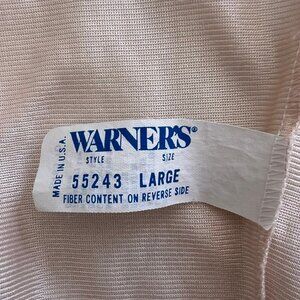 MADE IN U.S.A.
WARNER'S®
STYLE SIZE
55243 LARGE
FIBER CONTENT ON REVERSE SIDE